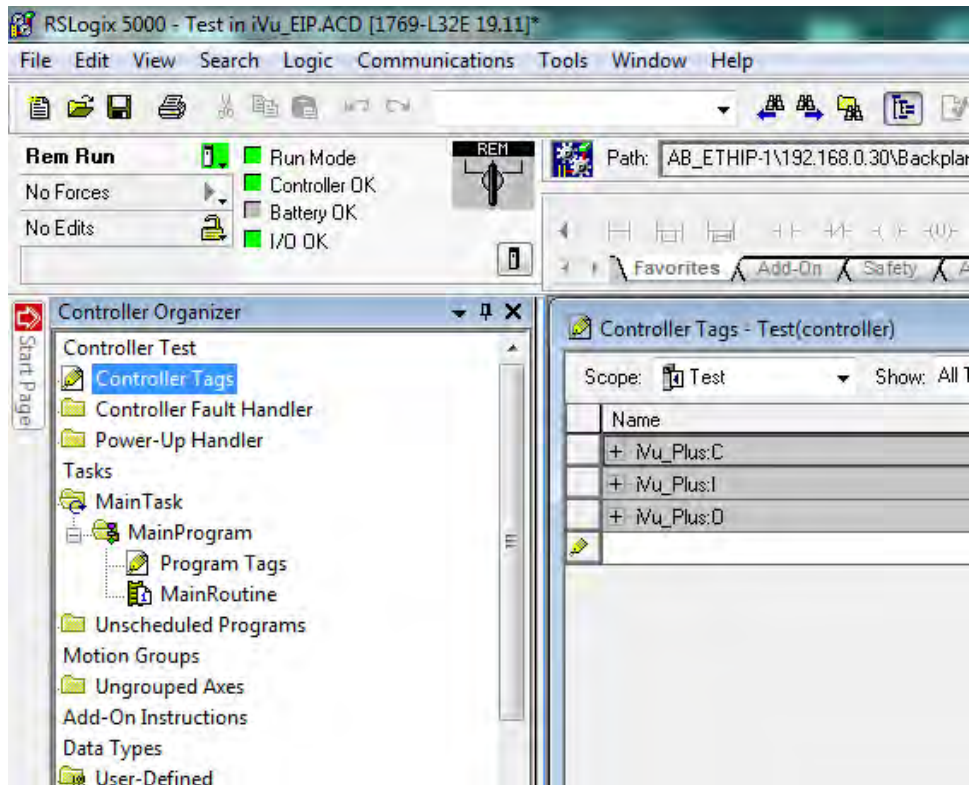 RSLogix 5000 - Test in iVu_EIP.ACD [1769-L32E 19.11]*
File Edit View Search Logic Communications Tools Window Help
Rem Run
Run Mode
REM
Path: AB_ETHIP-1\192.168.0.30\Backplan
No Forces
Controller OK
Battery OK
No Edits
I/O OK
Favorites Add-On Safety A
Start Page
Controller Organizer
Controller Test
Controller Tags
Controller Fault Handler
Power-Up Handler
Tasks
MainTask
MainProgram
Program Tags
MainRoutine
Unscheduled Programs
Motion Groups
Ungrouped Axes
Add-On Instructions
Data Types
User-Defined
Controller Tags - Test(controller)
Scope: Test Show: All T
Name
iVu_Plus:C
iVu_Plus:I
iVu_Plus:O